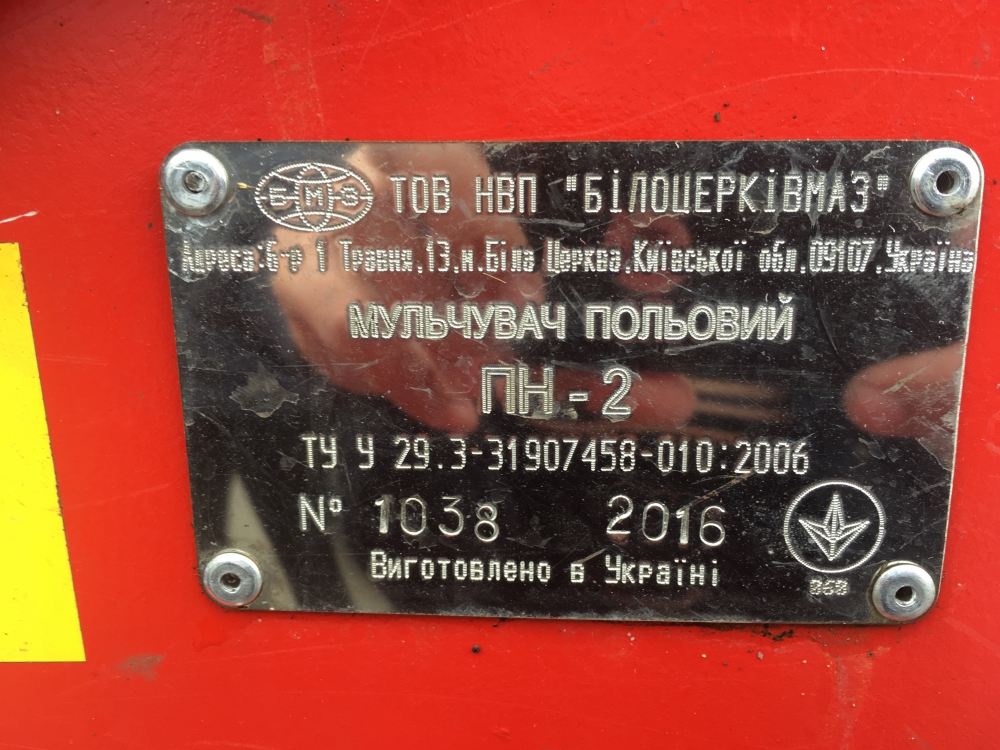 БМЗ ТОВ НВП "БІЛОЦЕРКІВМАЗ"
Адреса:б-р 1 Травня,13,м.Біла Церква,Київської обл,09107,Україна
МУЛЬЧУВАЧ ПОЛЬОВИЙ
ПН-2
ТУ У 29.3-31907458-010:2006
№ 1038 2016
Виготовлено в Україні